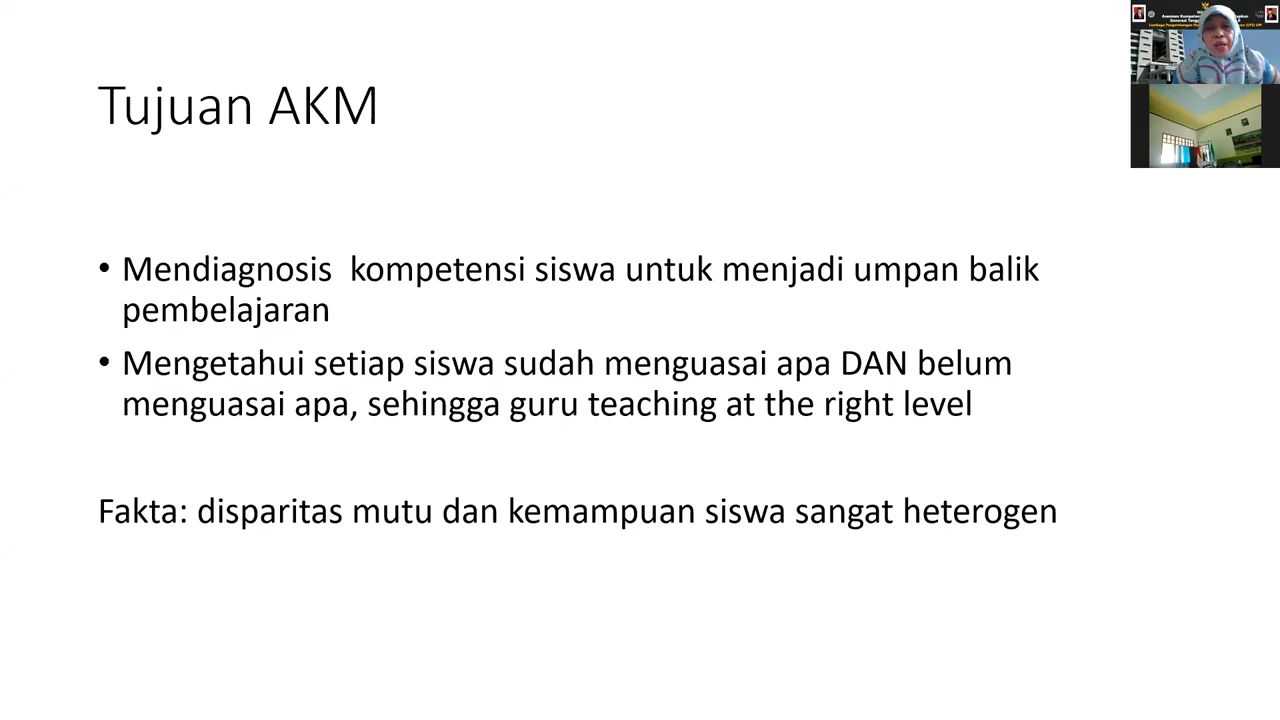 Tujuan AKM
• Mendiagnosis  kompetensi siswa untuk menjadi umpan balik
pembelajaran
• Mengetahui setiap siswa sudah menguasai apa DAN belum
menguasai apa, sehingga guru teaching at the right level
Fakta: disparitas mutu dan kemampuan siswa sangat heterogen